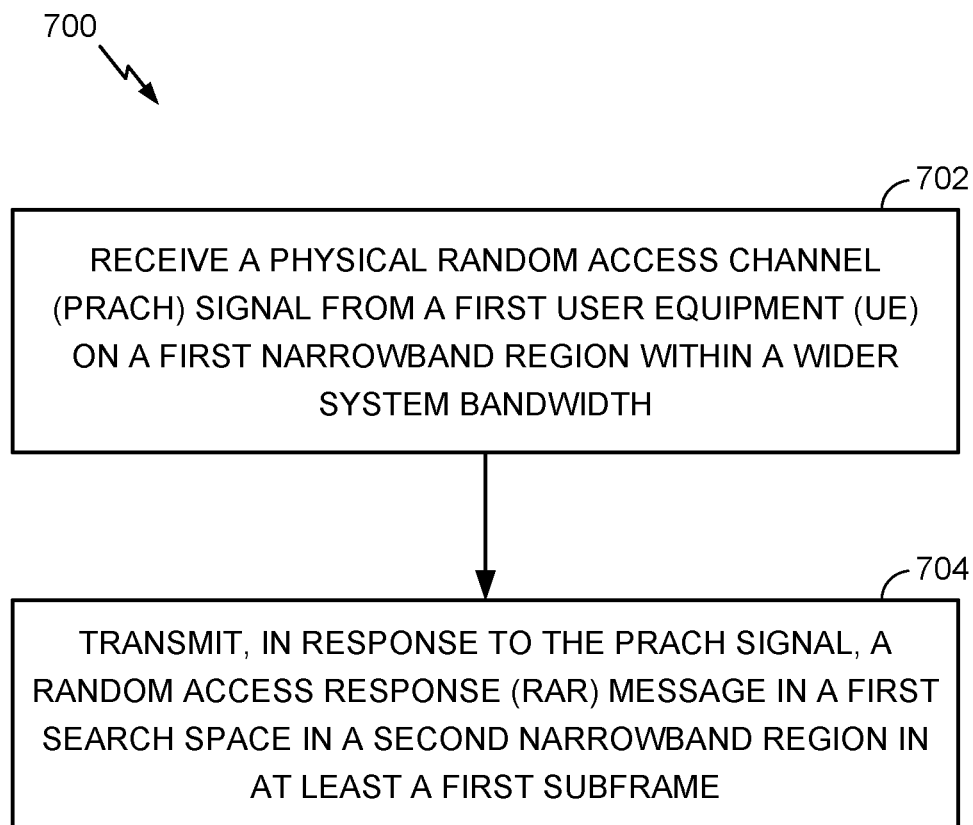 700
702
RECEIVE A PHYSICAL RANDOM ACCESS CHANNEL
(PRACH) SIGNAL FROM A FIRST USER EQUIPMENT (UE)
ON A FIRST NARROWBAND REGION WITHIN A WIDER
SYSTEM BANDWIDTH
704
TRANSMIT, IN RESPONSE TO THE PRACH SIGNAL, A
RANDOM ACCESS RESPONSE (RAR) MESSAGE IN A FIRST
SEARCH SPACE IN A SECOND NARROWBAND REGION IN
AT LEAST A FIRST SUBFRAME